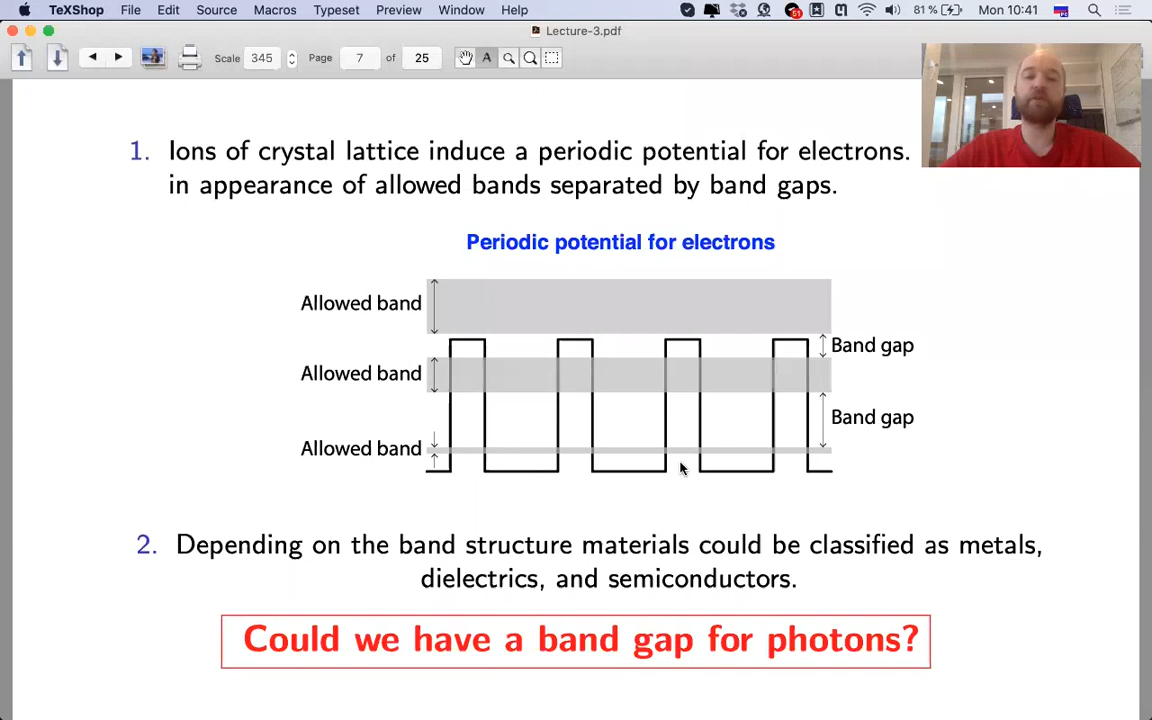 TeXShop File Edit Source Macros Typeset Preview Window Help 51 81% Mon 10:41
Lecture-3.pdf
Scale 345 Page 7 of 25 A
1. Ions of crystal lattice induce a periodic potential for electrons.
in appearance of allowed bands separated by band gaps.
Periodic potential for electrons
Allowed band
Band gap
Allowed band
Band gap
Allowed band
2. Depending on the band structure materials could be classified as metals,
dielectrics, and semiconductors.
Could we have a band gap for photons?